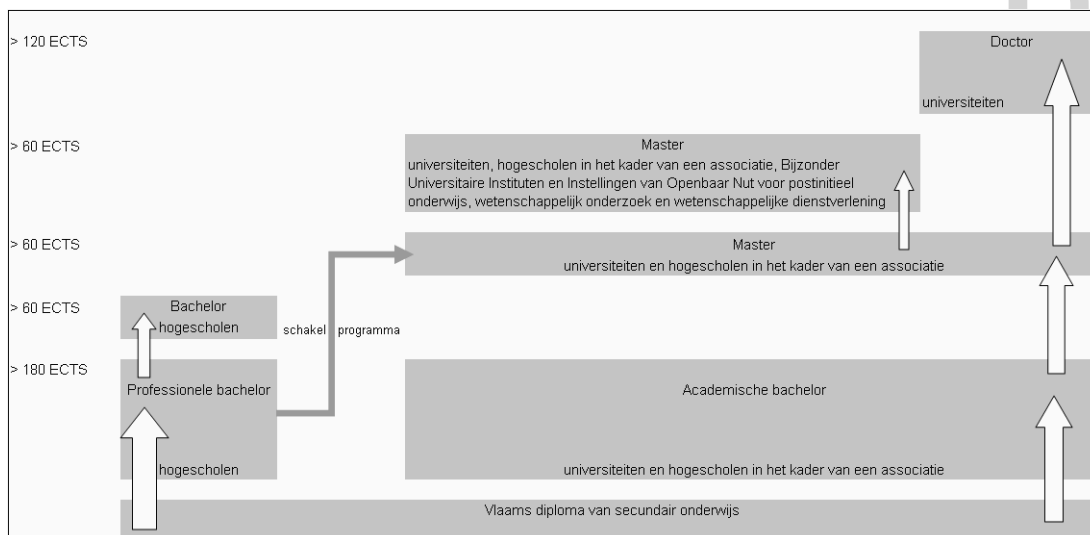 > 120 ECTS
Doctor
universiteiten
> 60 ECTS
Master
universiteiten, hogescholen in het kader van een associatie, Bijzonder
Universitaire Instituten en Instellingen van Openbaar Nut voor postinitieel
onderwijs, wetenschappelijk onderzoek en wetenschappelijke dienstverlening
> 60 ECTS
Master
universiteiten en hogescholen in het kader van een associatie
> 60 ECTS
Bachelor
hogescholen
schakel programma
> 180 ECTS
Professionele bachelor
hogescholen
Academische bachelor
universiteiten en hogescholen in het kader van een associatie
Vlaams diploma van secundair onderwijs